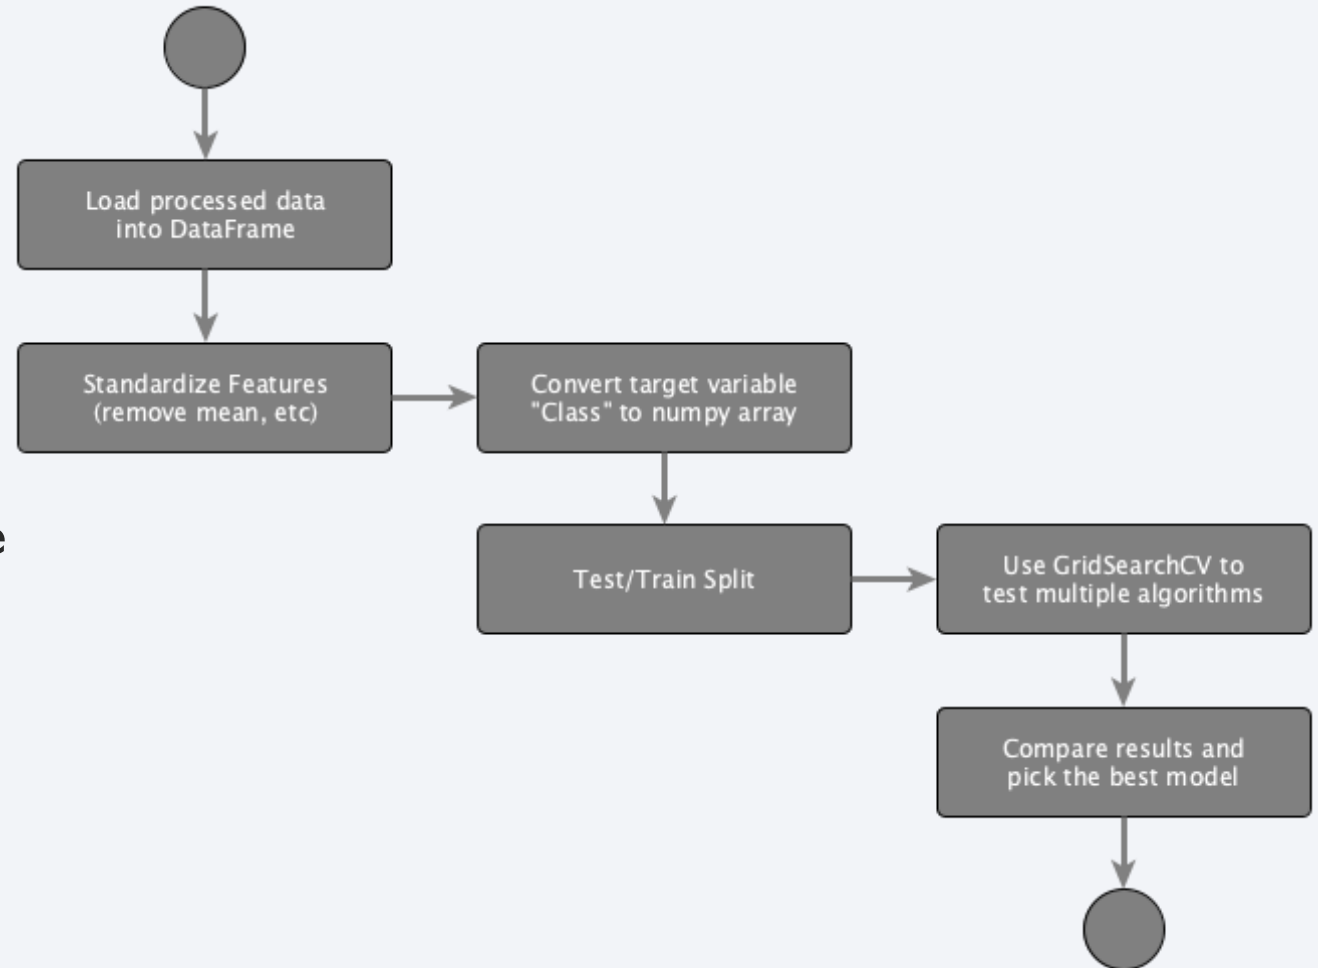 Load processed data
into DataFrame
Standardize Features
(remove mean, etc)
Convert target variable
"Class" to numpy array
e
Test/Train Split
Use GridSearchCV to
test multiple algorithms
Compare results and
pick the best model